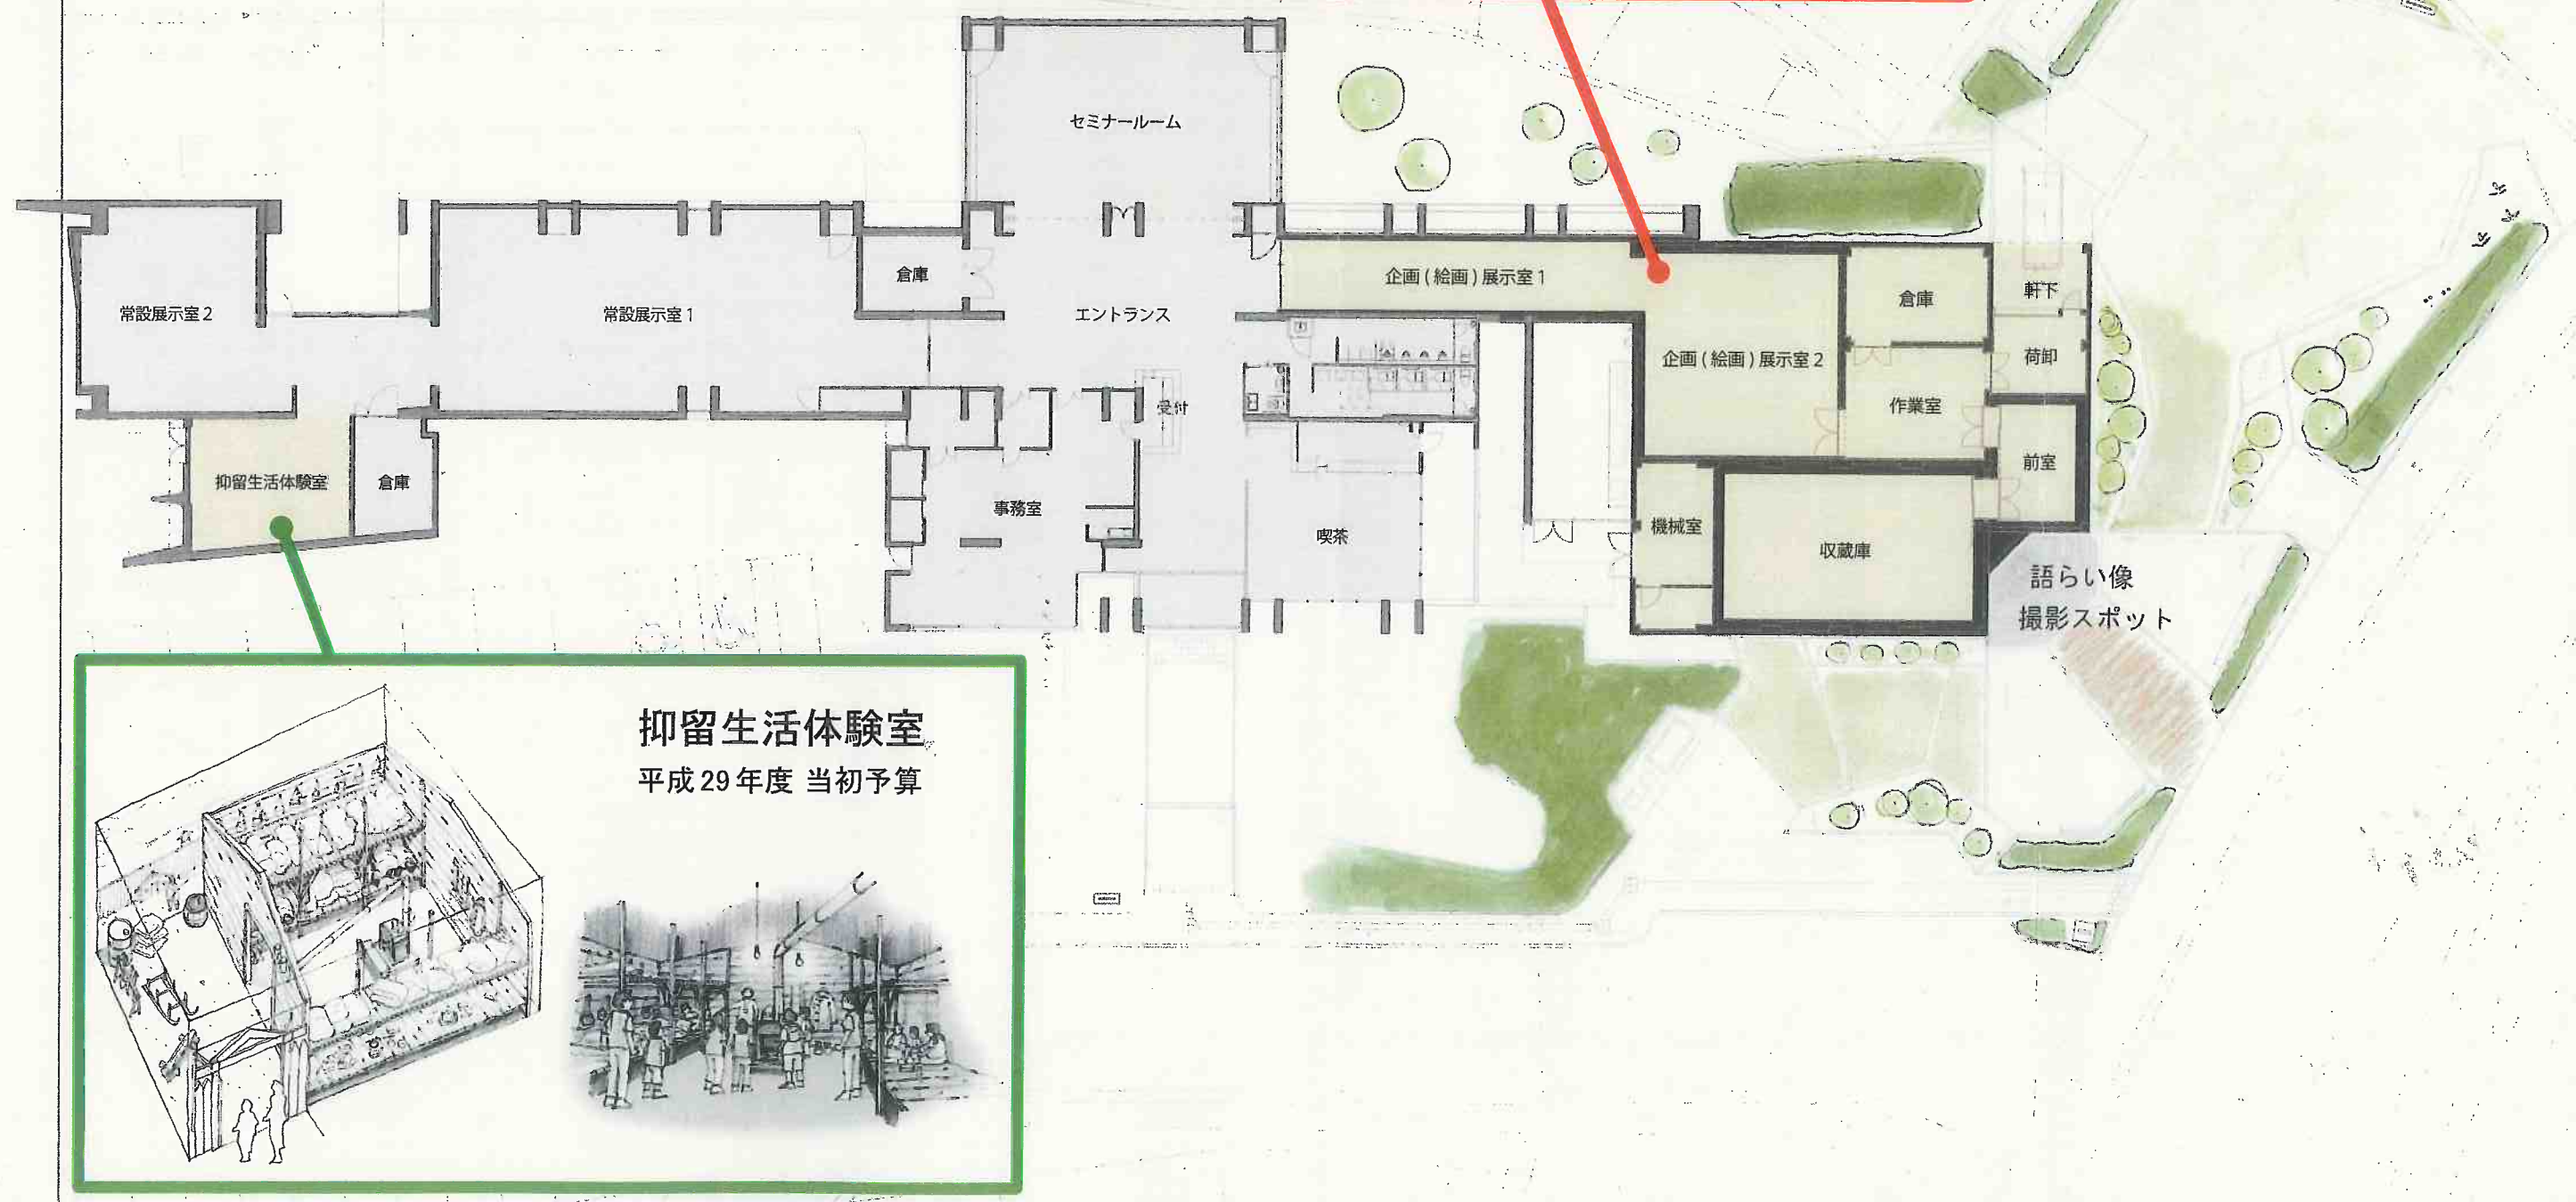 セミナールーム
常設展示室2
常設展示室1
倉庫
エントランス
企画(絵画)展示室1
倉庫
軒下
企画(絵画)展示室2
荷卸
作業室
受付
前室
抑留生活体験室
倉庫
事務室
喫茶
機械室
収蔵庫
語らい像
撮影スポット
抑留生活体験室
平成29年度 当初予算